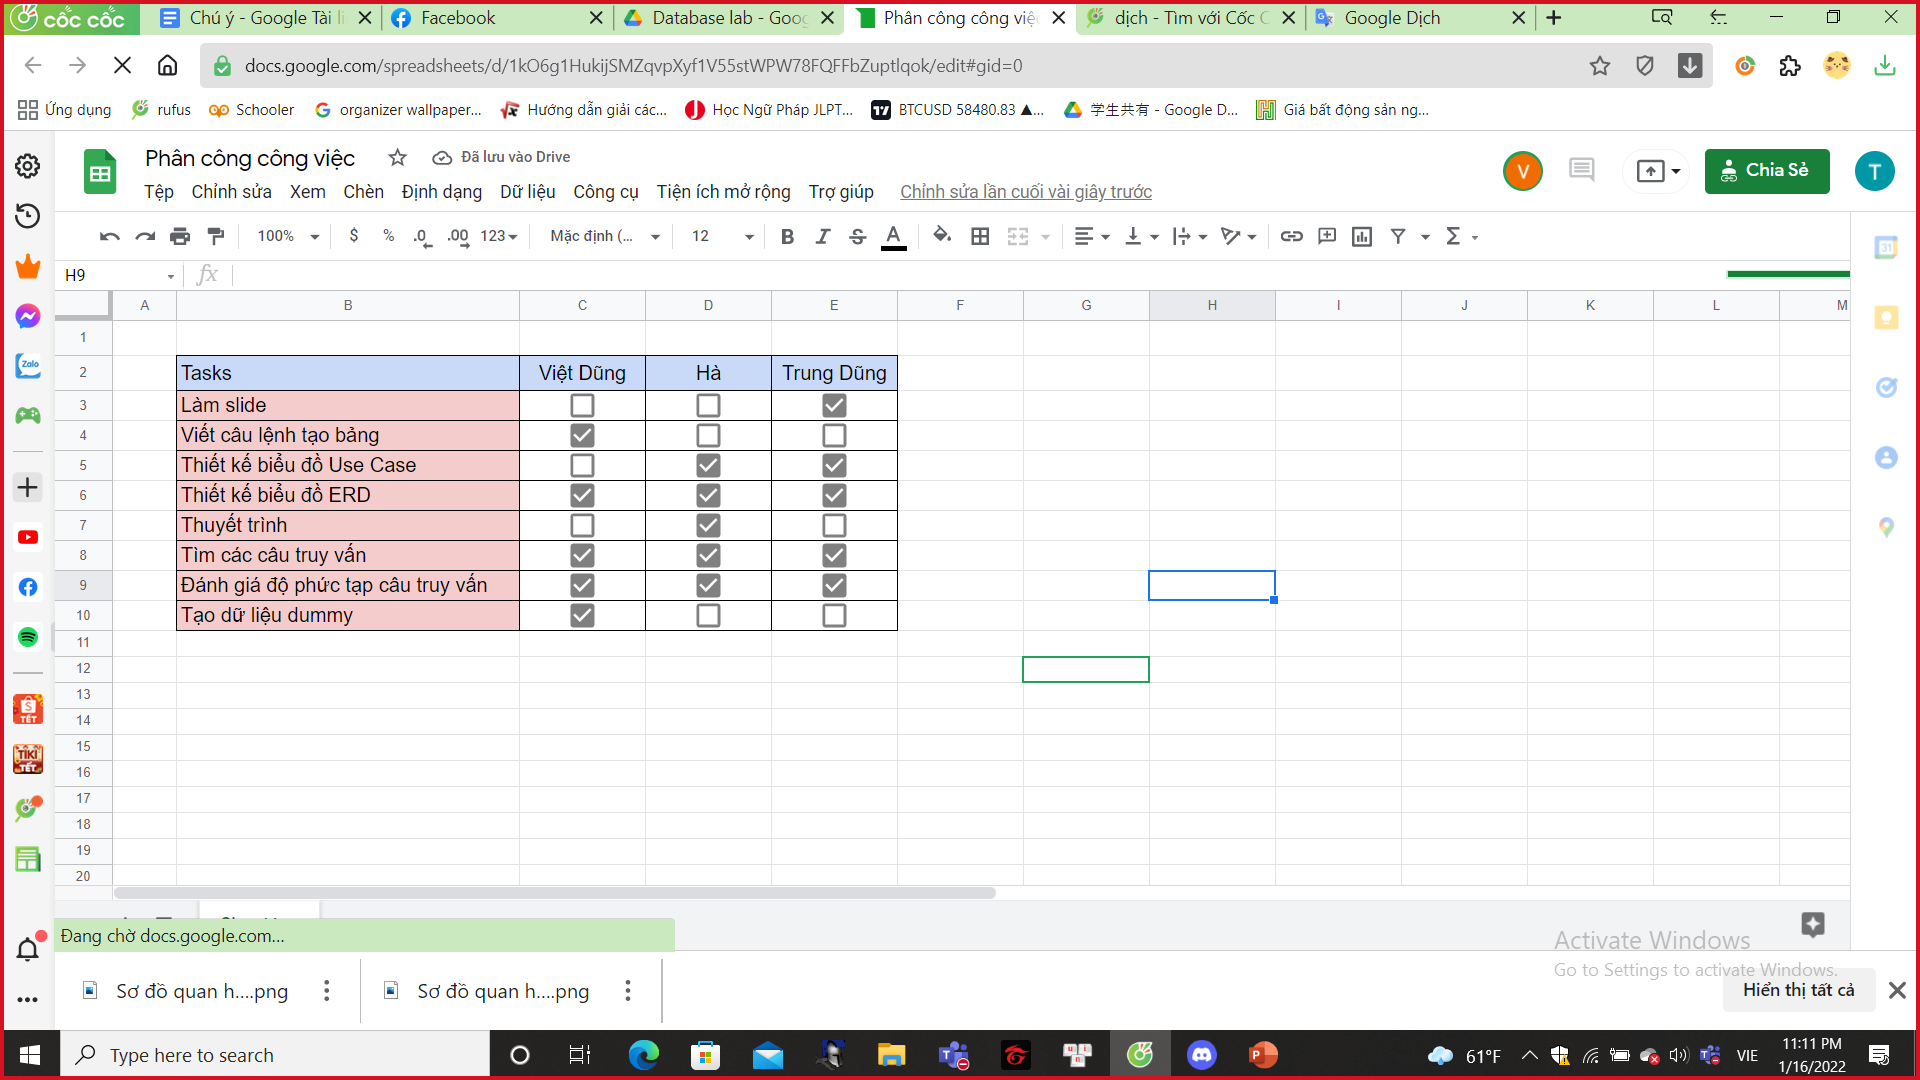 cốc cốc
Chú ý - Google Tài li
Facebook
Database lab - Goog
Phân công công việc
dịch - Tìm với Cốc C
Google Dịch
docs.google.com/spreadsheets/d/1kO6g1HukijSMZqvpXyf1V55stWPW78FQFFbZuptlqok/edit#gid=0
Ứng dụng
rufus
Schooler
organizer wallpaper...
Hướng dẫn giải các...
Học Ngữ Pháp JLPT...
BTCUSD 58480.83 ▲...
学生共有 - Google D...
Giá bất động sản ng...
Phân công công việc
Đã lưu vào Drive
V
Chia Sẻ
T
Tệp Chỉnh sửa Xem Chèn Định dạng Dữ liệu Công cụ Tiện ích mở rộng Trợ giúp Chỉnh sửa lần cuối vài giây trước
100% $ % .0 .00 123 Mặc định (... 12 B I S A Σ
H9 fx
A B C D E F G H I J K L M
1
2 Tasks Việt Dũng Hà Trung Dũng
3 Làm slide
4 Viết câu lệnh tạo bảng
5 Thiết kế biểu đồ Use Case
6 Thiết kế biểu đồ ERD
7 Thuyết trình
8 Tìm các câu truy vấn
9 Đánh giá độ phức tạp câu truy vấn
10 Tạo dữ liệu dummy
11
12
13
14
15
16
17
18
19
20
Zalo
TẾT
TIKI
TẾT
31
Đang chờ docs.google.com...
Activate Windows
Go to Settings to activate Windows.
Sơ đồ quan h....png
Sơ đồ quan h....png
Hiển thị tất cả
Type here to search
61°F
VIE
11:11 PM
1/16/2022